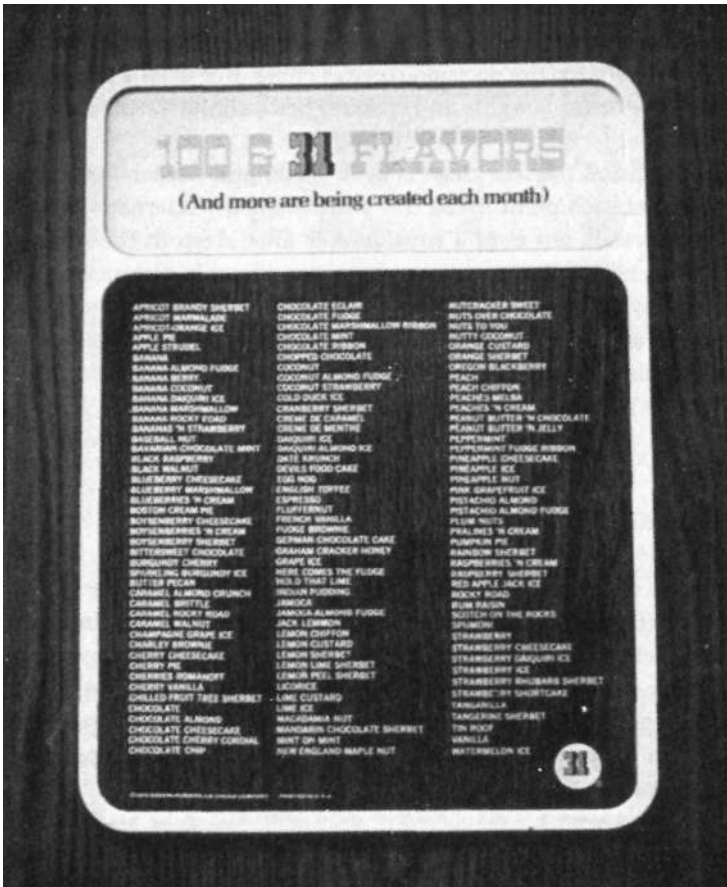 100 & 31 FLAVORS
(And more are being created each month)
APRICOT BRANDY SHERBET
APRICOT MARMALADE
APRICOT-ORANGE ICE
APPLE PIE
APPLE STRUDEL
BANANA
BANANA ALMOND FUDGE
BANANA BERRY
BANANA COCONUT
BANANA DAIQUIRI ICE
BANANA MARSHMALLOW
BANANA ROCKY ROAD
BANANAS 'N STRAWBERRY
BASEBALL NUT
BAVARIAN CHOCOLATE MINT
BLACK RASPBERRY
BLACK WALNUT
BLUEBERRY CHEESECAKE
BLUEBERRY MARSHMALLOW
BLUEBERRIES 'N CREAM
BOSTON CREAM PIE
BOYSENBERRY CHEESECAKE
BOYSENBERRIES 'N CREAM
BOYSENBERRY SHERBET
BITTERSWEET CHOCOLATE
BURGUNDY CHERRY
SPARKLING BURGUNDY ICE
BUTTER PECAN
CARAMEL ALMOND CRUNCH
CARAMEL BRITTLE
CARAMEL ROCKY ROAD
CARAMEL WALNUT
CHAMPAGNE GRAPE ICE
CHARLEY BROWNIE
CHERRY CHEESECAKE
CHERRY PIE
CHERRIES ROMANOFF
CHERRY VANILLA
CHILLED FRUIT TREE SHERBET
CHOCOLATE
CHOCOLATE ALMOND
CHOCOLATE CHEESECAKE
CHOCOLATE CHERRY CORDIAL
CHOCOLATE CHIP
CHOCOLATE ECLAIR
CHOCOLATE FUDGE
CHOCOLATE MARSHMALLOW RIBBON
CHOCOLATE MINT
CHOCOLATE RIBBON
CHOPPED CHOCOLATE
COCONUT
COCONUT ALMOND FUDGE
COCONUT STRAWBERRY
COLD DUCK ICE
CRANBERRY SHERBET
CREME DE CARAMEL
CREME DE MENTHE
DAIQUIRI ICE
DAIQUIRI ALMOND ICE
DATE KRUNCH
DEVILS FOOD CAKE
EGG NOG
ENGLISH TOFFEE
ESPRESSO
FLUFFERNUT
FRENCH VANILLA
FUDGE BROWNIE
GERMAN CHOCOLATE CAKE
GRAHAM CRACKER HONEY
GRAPE ICE
HERE COMES THE FUDGE
HOLD THAT LIME
INDIAN PUDDING
JAMOCA
JAMOCA ALMOND FUDGE
JACK LEMMON
LEMON CHIFFON
LEMON CUSTARD
LEMON SHERBET
LEMON LIME SHERBET
LEMON PEEL SHERBET
LICORICE
LIME CUSTARD
LIME ICE
MACADAMIA NUT
MANDARIN CHOCOLATE SHERBET
MINT OR MINT
NEW ENGLAND MAPLE NUT
NUTCRACKER SWEET
NUTS OVER CHOCOLATE
NUTS TO YOU
NUTTY COCONUT
ORANGE CUSTARD
ORANGE SHERBET
OREGON BLACKBERRY
PEACH
PEACH CHIFFON
PEACHES MELBA
PEACHES 'N CREAM
PEANUT BUTTER 'N CHOCOLATE
PEANUT BUTTER 'N JELLY
PEPPERMINT
PEPPERMINT FUDGE RIBBON
PINEAPPLE CHEESECAKE
PINEAPPLE ICE
PINEAPPLE NUT
PINK GRAPEFRUIT ICE
PISTACHIO ALMOND
PISTACHIO ALMOND FUDGE
PLUM NUTS
PRALINES 'N CREAM
PUMPKIN PIE
RAINBOW SHERBET
RASPBERRIES 'N CREAM
RASPBERRY SHERBET
RED APPLE JACK ICE
ROCKY ROAD
RUM RAISIN
SCOTCH ON THE ROCKS
SPUMONI
STRAWBERRY
STRAWBERRY CHEESECAKE
STRAWBERRY DAIQUIRI ICE
STRAWBERRY ICE
STRAWBERRY RHUBARB SHERBET
STRAWBERRY SHORTCAKE
TANGANILLA
TANGERINE SHERBET
TIN ROOF
VANILLA
WATERMELON ICE
31